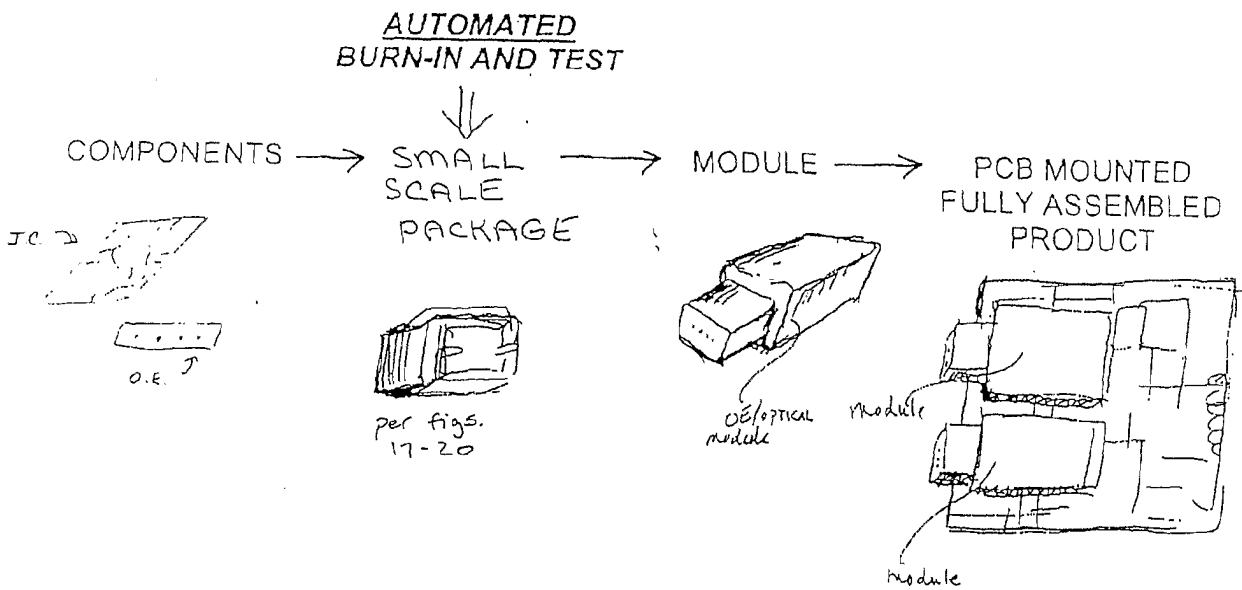 AUTOMATED
BURN-IN AND TEST
COMPONENTS
SMALL
SCALE
PACKAGE
MODULE
PCB MOUNTED
FULLY ASSEMBLED
PRODUCT
I.C.
O.E.
per figs.
17-20
OE/OPTICAL
module
module
module